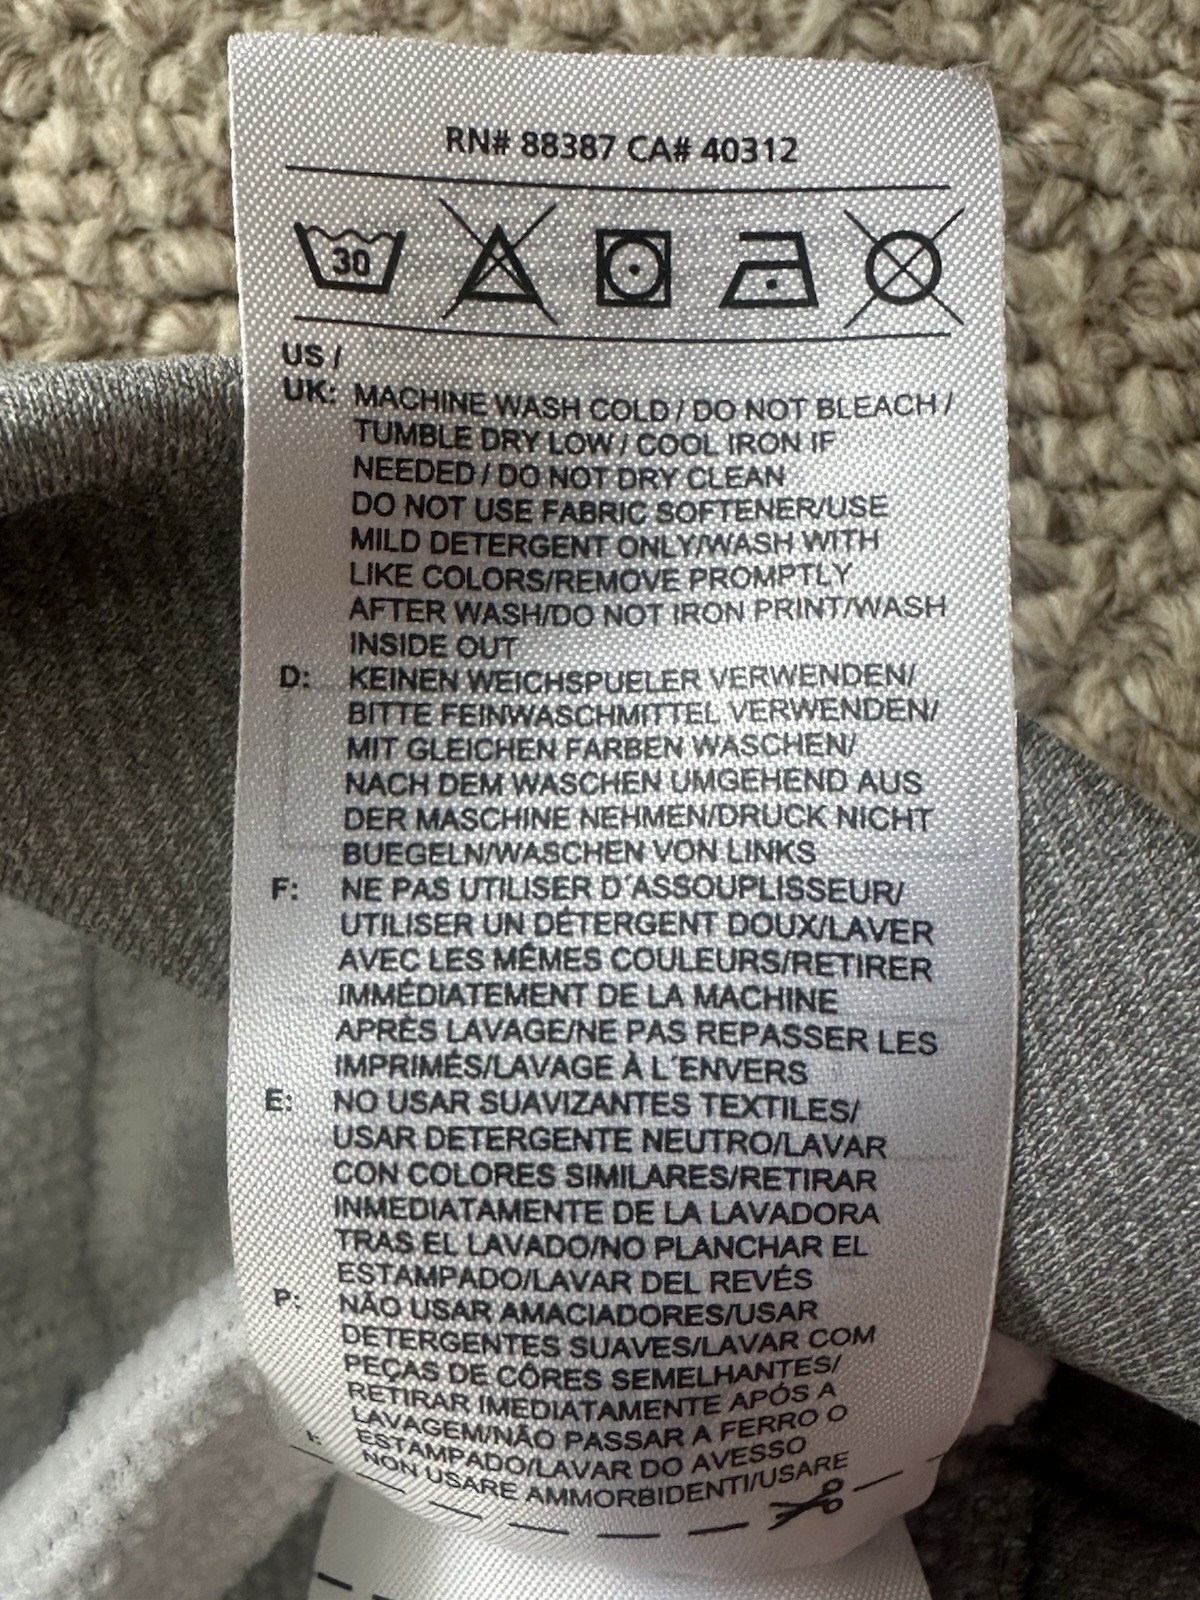 RN# 88387 CA# 40312
30
US /
UK: MACHINE WASH COLD / DO NOT BLEACH /
TUMBLE DRY LOW / COOL IRON IF
NEEDED / DO NOT DRY CLEAN
DO NOT USE FABRIC SOFTENER/USE
MILD DETERGENT ONLY/WASH WITH
LIKE COLORS/REMOVE PROMPTLY
AFTER WASH/DO NOT IRON PRINT/WASH
INSIDE OUT
D: KEINEN WEICHSPUELER VERWENDEN/
BITTE FEINWASCHMITTEL VERWENDEN/
MIT GLEICHEN FARBEN WASCHEN/
NACH DEM WASCHEN UMGEHEND AUS
DER MASCHINE NEHMEN/DRUCK NICHT
BUEGELN/WASCHEN VON LINKS
F: NE PAS UTILISER D´ASSOUPLISSEUR/
UTILISER UN DÉTERGENT DOUX/LAVER
AVEC LES MÊMES COULEURS/RETIRER
IMMÉDIATEMENT DE LA MACHINE
APRÈS LAVAGE/NE PAS REPASSER LES
IMPRIMÉS/LAVAGE À L´ENVERS
E: NO USAR SUAVIZANTES TEXTILES/
USAR DETERGENTE NEUTRO/LAVAR
CON COLORES SIMILARES/RETIRAR
INMEDIATAMENTE DE LA LAVADORA
TRAS EL LAVADO/NO PLANCHAR EL
ESTAMPADO/LAVAR DEL REVÉS
P: NÃO USAR AMACIADORES/USAR
DETERGENTES SUAVES/LAVAR COM
PEÇAS DE CÔRES SEMELHANTES/
RETIRAR IMEDIATAMENTE APÓS A
LAVAGEM/NÃO PASSAR A FERRO O
ESTAMPADO/LAVAR DO AVESSO
I: NON USARE AMMORBIDENTI/USARE